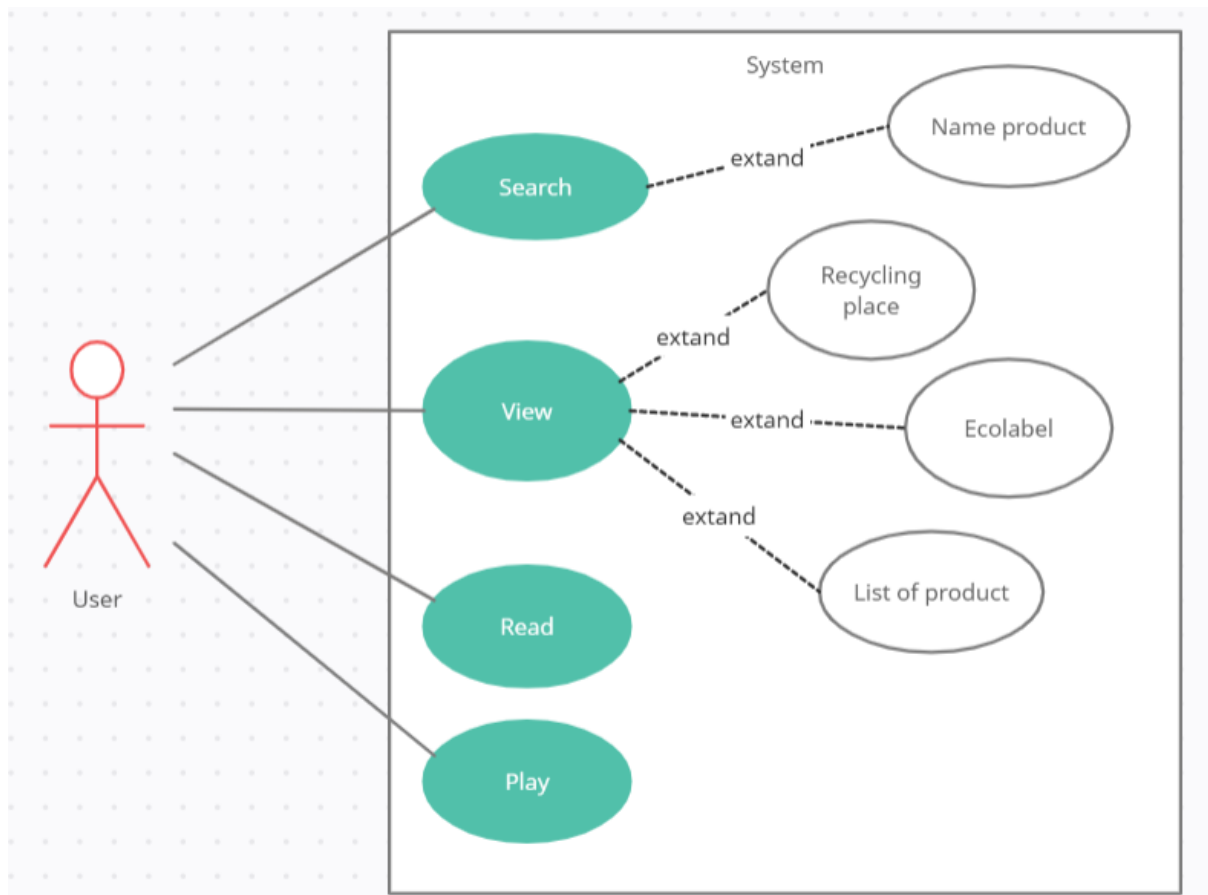 System
Name product
extand
Search
Recycling
place
extand
View
extand
Ecolabel
extand
List of product
User
Read
Play